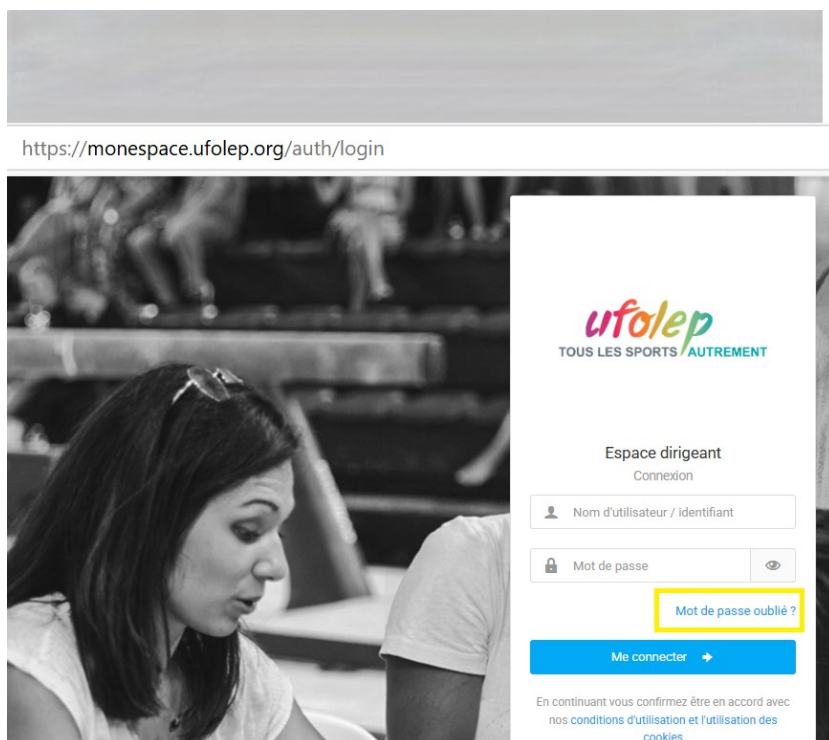 https://monespace.ufolep.org/auth/login
ufolep
TOUS LES SPORTS AUTREMENT
Espace dirigeant
Connexion
Nom d'utilisateur / identifiant
Mot de passe
Mot de passe oublié ?
Me connecter
En continuant vous confirmez être en accord avec
nos conditions d'utilisation et l'utilisation des
cookies